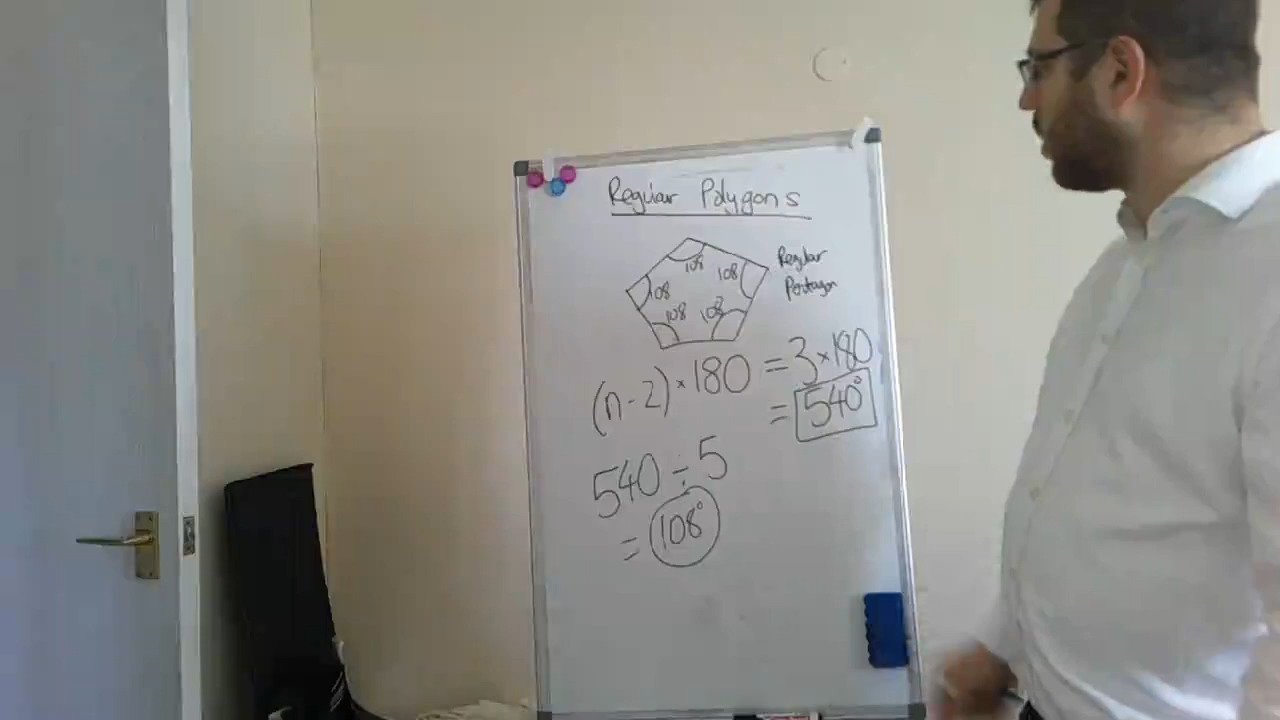 Regular Polygons
108
108
108
108
108
Regular
Pentagon
(n-2)×180 = 3×180
= 540°
540÷5
= 108°